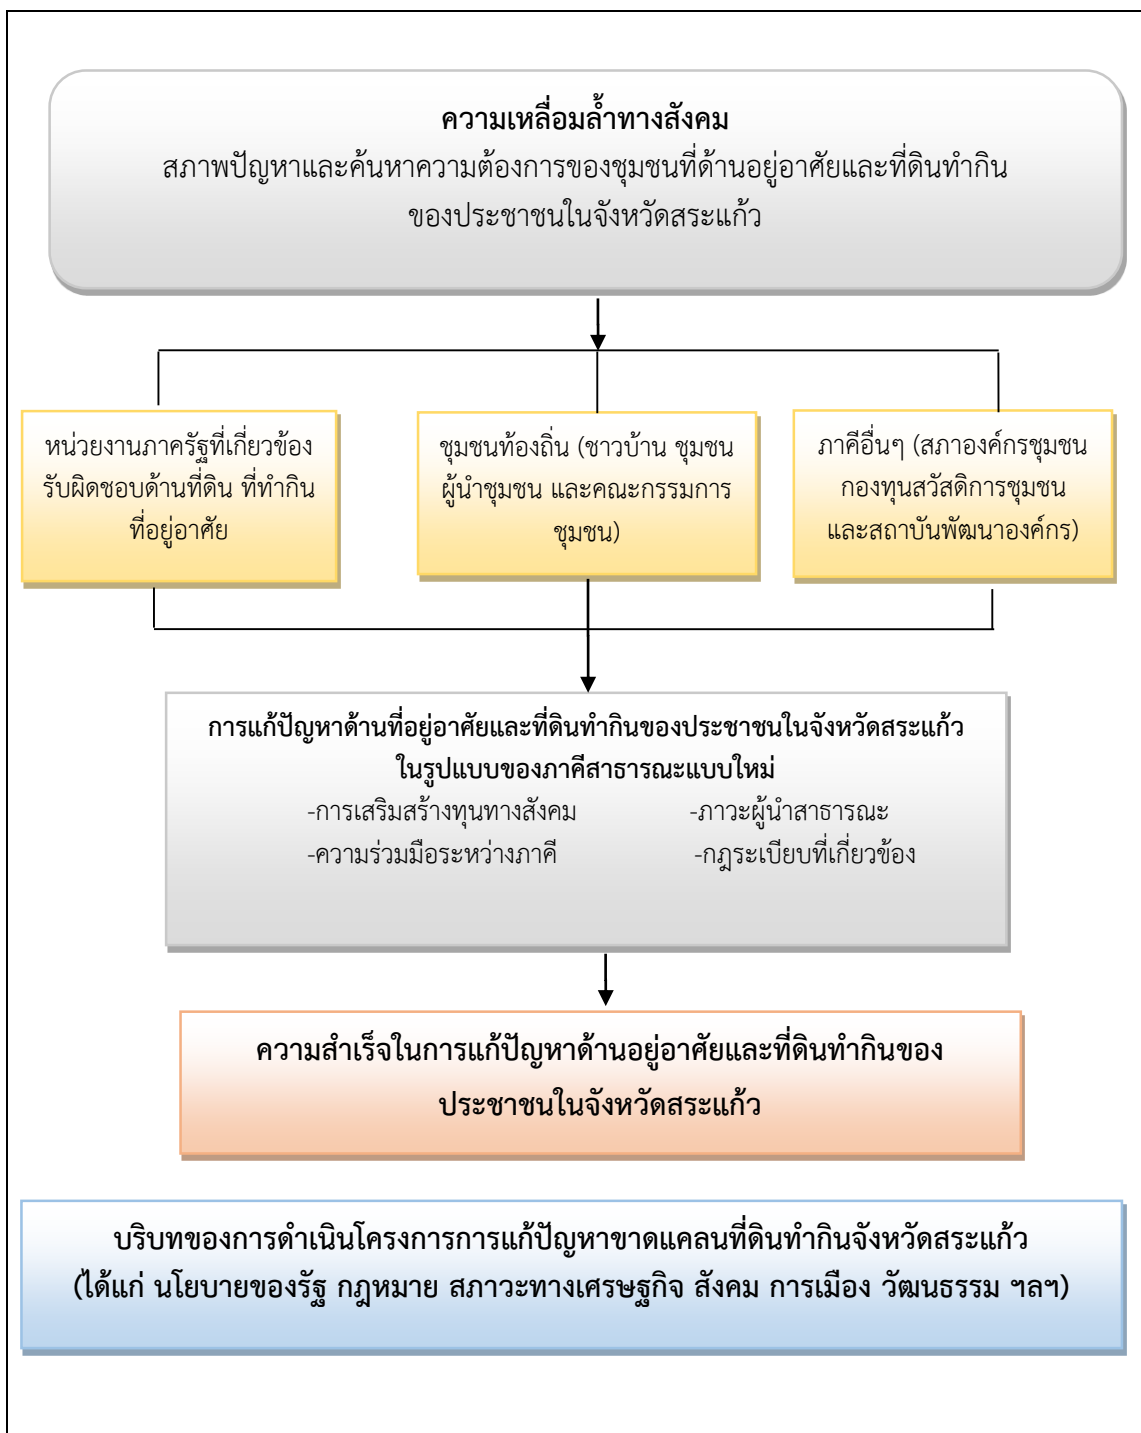 ความเหลื่อมล้ำทางสังคม
สภาพปัญหาและค้นหาความต้องการของชุมชนที่ด้านอยู่อาศัยและที่ดินทำกิน
ของประชาชนในจังหวัดสระแก้ว
หน่วยงานภาครัฐที่เกี่ยวข้อง
รับผิดชอบด้านที่ดิน ที่ทำกิน
ที่อยู่อาศัย
ชุมชนท้องถิ่น (ชาวบ้าน ชุมชน
ผู้นำชุมชน และคณะกรรมการ
ชุมชน)
ภาคีอื่นๆ (สภาองค์กรชุมชน
กองทุนสวัสดิการชุมชน
และสถาบันพัฒนาองค์กร)
การแก้ปัญหาด้านที่อยู่อาศัยและที่ดินทำกินของประชาชนในจังหวัดสระแก้ว
ในรูปแบบของภาคีสาธารณะแบบใหม่
-การเสริมสร้างทุนทางสังคม -ภาวะผู้นำสาธารณะ
-ความร่วมมือระหว่างภาคี -กฎระเบียบที่เกี่ยวข้อง
ความสำเร็จในการแก้ปัญหาด้านอยู่อาศัยและที่ดินทำกินของ
ประชาชนในจังหวัดสระแก้ว
บริบทของการดำเนินโครงการการแก้ปัญหาขาดแคลนที่ดินทำกินจังหวัดสระแก้ว
(ได้แก่ นโยบายของรัฐ กฎหมาย สภาวะทางเศรษฐกิจ สังคม การเมือง วัฒนธรรม ฯลฯ)